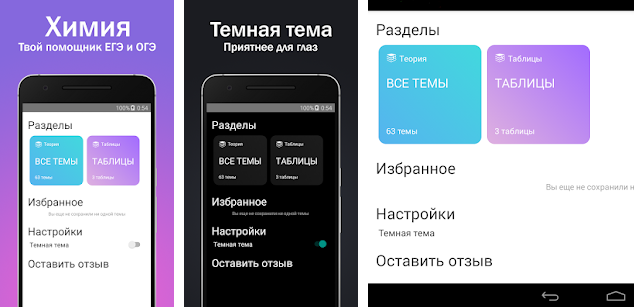 Химия
Твой помощник ЕГЭ и ОГЭ
100% 0:54
Разделы
Теория
ВСЕ ТЕМЫ
63 темы
Таблицы
ТАБЛИЦЫ
3 таблицы
Избранное
Вы еще не сохранили ни одной темы
Настройки
Темная тема
Оставить отзыв
Темная тема
Приятнее для глаз
100% 0:54
Разделы
Теория
ВСЕ ТЕМЫ
63 темы
Таблицы
ТАБЛИЦЫ
3 таблицы
Избранное
Вы еще не сохранили ни одной темы
Настройки
Темная тема
Оставить отзыв
Разделы
Теория
ВСЕ ТЕМЫ
63 темы
Таблицы
ТАБЛИЦЫ
3 таблицы
Избранное
Вы еще не сохранили н
Настройки
Темная тема
Оставить отзыв